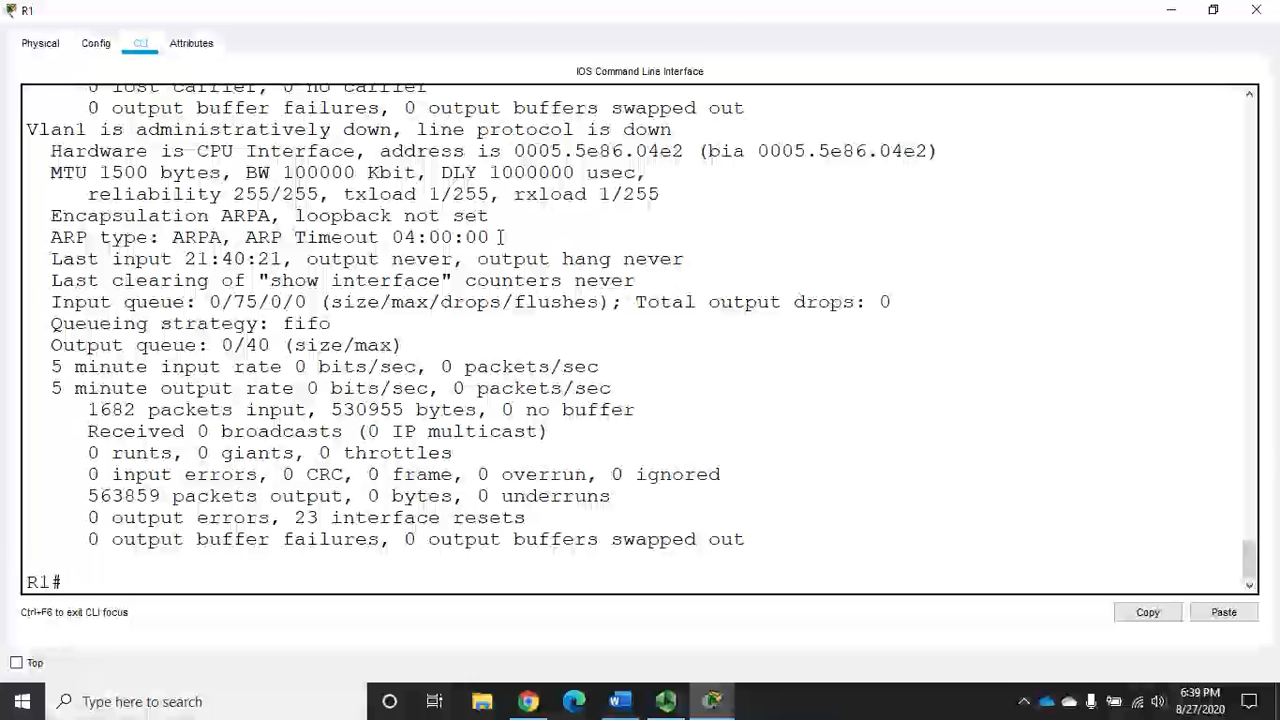 R1
Physical Config CLI Attributes
IOS Command Line Interface
0 lost carrier, 0 no carrier
0 output buffer failures, 0 output buffers swapped out
Vlan1 is administratively down, line protocol is down
Hardware is CPU Interface, address is 0005.5e86.04e2 (bia 0005.5e86.04e2)
MTU 1500 bytes, BW 100000 Kbit, DLY 1000000 usec,
reliability 255/255, txload 1/255, rxload 1/255
Encapsulation ARPA, loopback not set
ARP type: ARPA, ARP Timeout 04:00:00
Last input 21:40:21, output never, output hang never
Last clearing of "show interface" counters never
Input queue: 0/75/0/0 (size/max/drops/flushes); Total output drops: 0
Queueing strategy: fifo
Output queue: 0/40 (size/max)
5 minute input rate 0 bits/sec, 0 packets/sec
5 minute output rate 0 bits/sec, 0 packets/sec
1682 packets input, 530955 bytes, 0 no buffer
Received 0 broadcasts (0 IP multicast)
0 runts, 0 giants, 0 throttles
0 input errors, 0 CRC, 0 frame, 0 overrun, 0 ignored
563859 packets output, 0 bytes, 0 underruns
0 output errors, 23 interface resets
0 output buffer failures, 0 output buffers swapped out
R1#
Ctrl+F6 to exit CLI focus
Copy Paste
Top
Type here to search
6:39 PM
8/27/2020